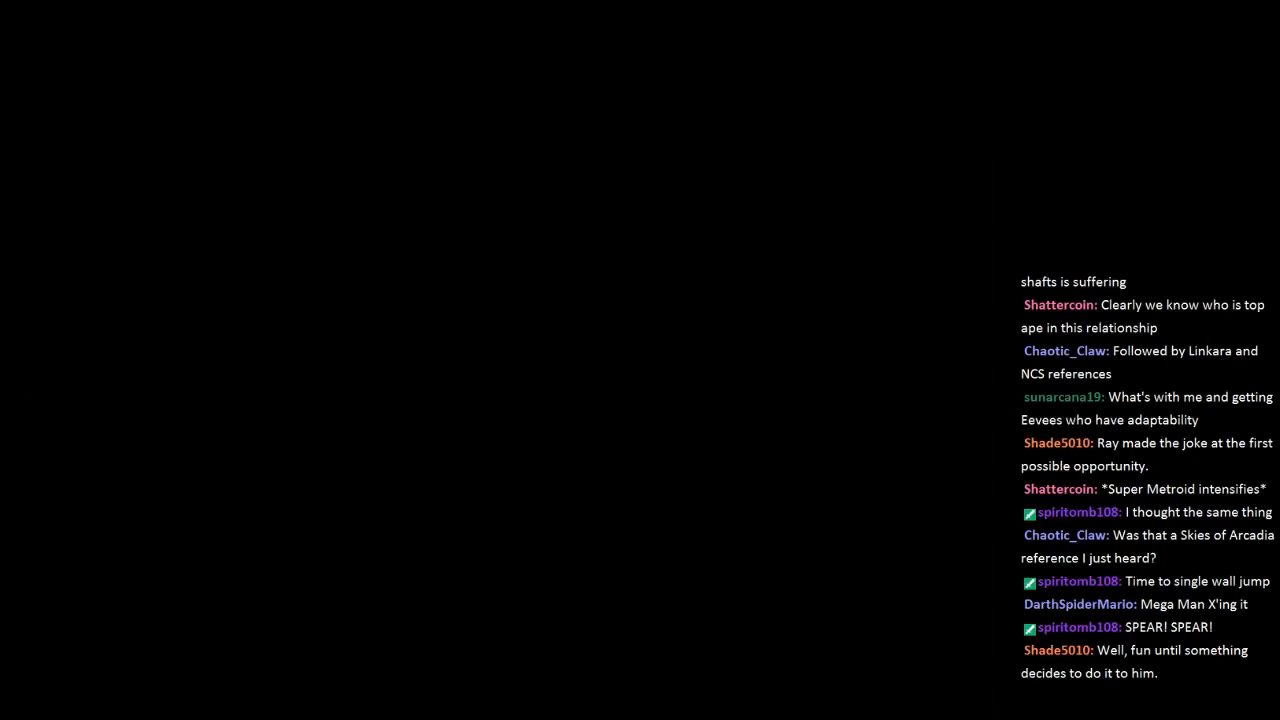 shafts is suffering
Shattercoin: Clearly we know who is top
ape in this relationship
Chaotic_Claw: Followed by Linkara and
NCS references
sunarcana19: What's with me and getting
Eevees who have adaptability
Shade5010: Ray made the joke at the first
possible opportunity.
Shattercoin: *Super Metroid intensifies*
spiritomb108: I thought the same thing
Chaotic_Claw: Was that a Skies of Arcadia
reference I just heard?
spiritomb108: Time to single wall jump
DarthSpiderMario: Mega Man X'ing it
spiritomb108: SPEAR! SPEAR!
Shade5010: Well, fun until something
decides to do it to him.